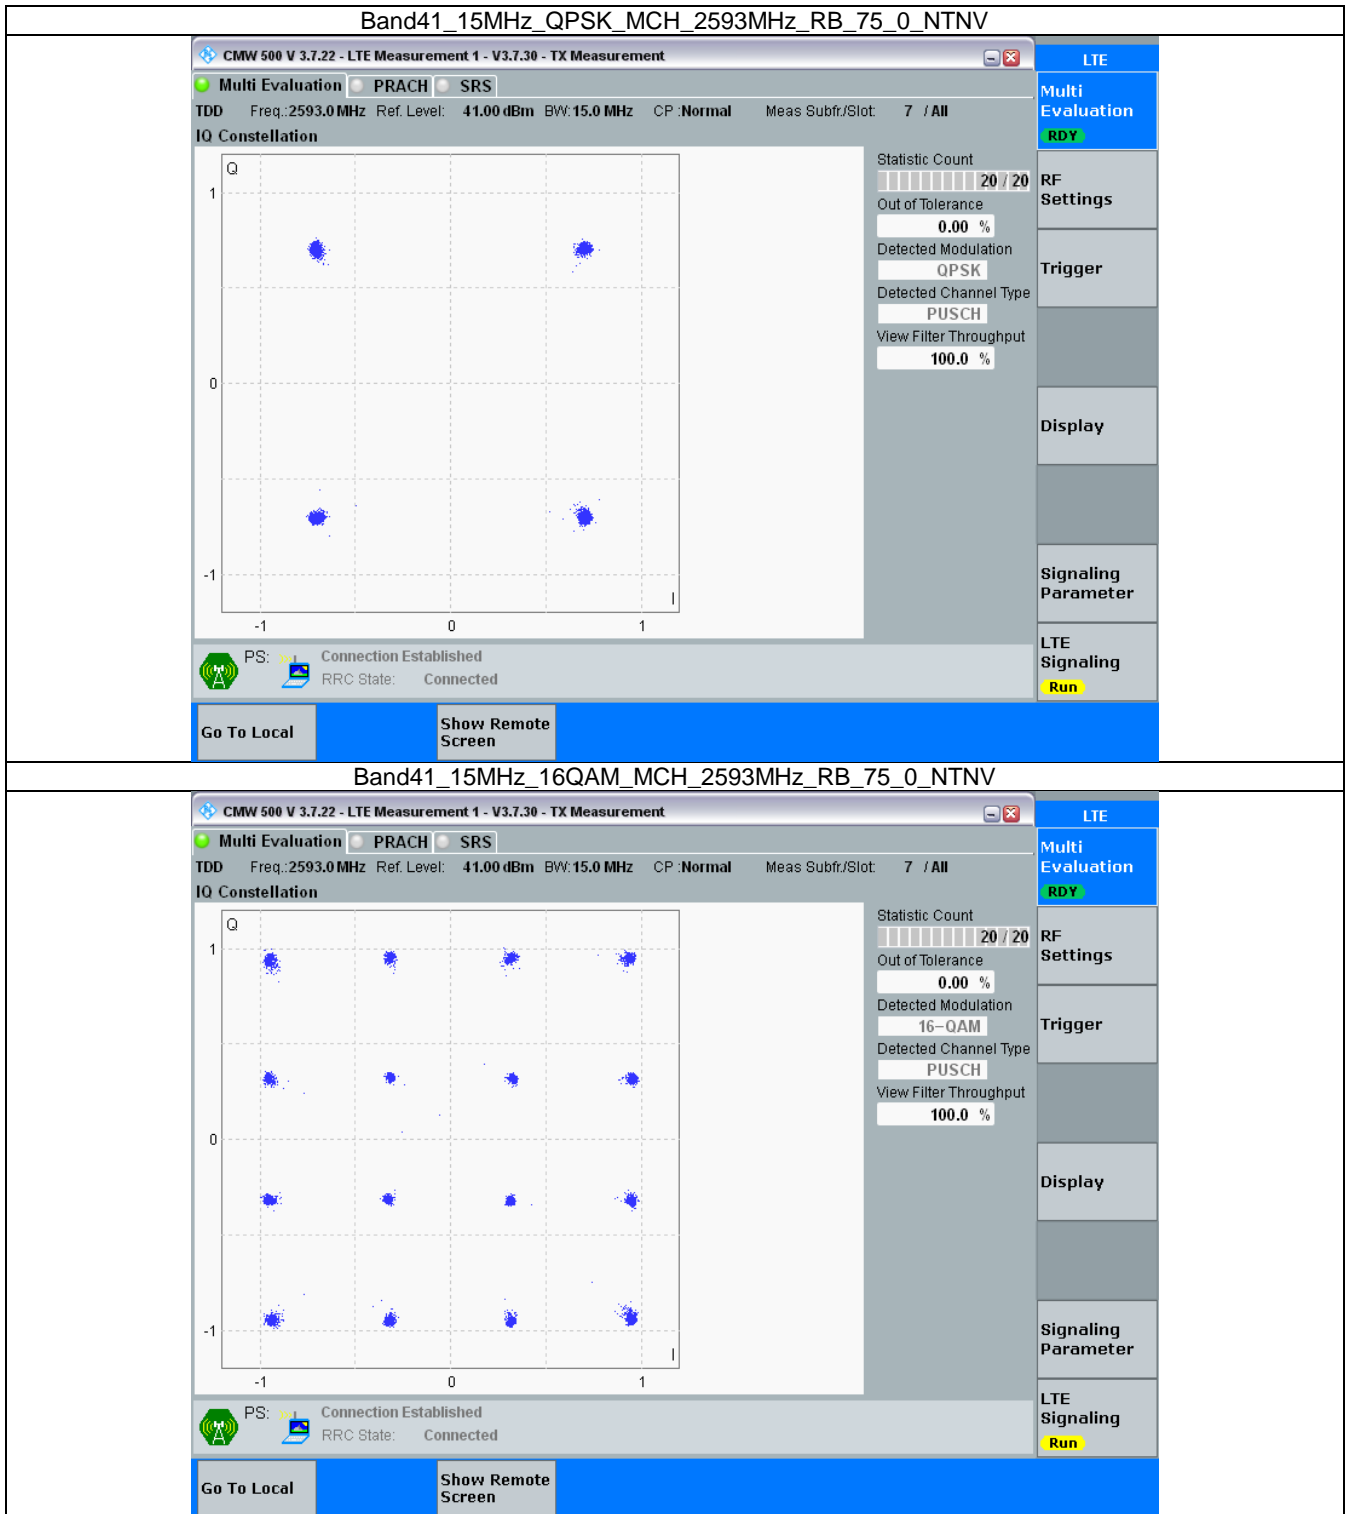 Band41_15MHz_QPSK_MCH_2593MHz_RB_75_0_NTNV
CMW 500 V 3.7.22 - LTE Measurement 1 - V3.7.30 - TX Measurement
LTE
Multi Evaluation PRACH SRS
Multi
Evaluation
RDY
TDD Freq.:2593.0 MHz Ref. Level: 41.00 dBm BW:15.0 MHz CP :Normal Meas Subfr./Slot: 7 / All
IQ Constellation
Q
1
0
-1
I
-1 0 1
Statistic Count
20 / 20
Out of Tolerance
0.00 %
Detected Modulation
QPSK
Detected Channel Type
PUSCH
View Filter Throughput
100.0 %
RF
Settings
Trigger
Display
Signaling
Parameter
LTE
Signaling
Run
PS: Connection Established
RRC State: Connected
Go To Local
Show Remote
Screen
Band41_15MHz_16QAM_MCH_2593MHz_RB_75_0_NTNV
CMW 500 V 3.7.22 - LTE Measurement 1 - V3.7.30 - TX Measurement
LTE
Multi Evaluation PRACH SRS
Multi
Evaluation
RDY
TDD Freq.:2593.0 MHz Ref. Level: 41.00 dBm BW:15.0 MHz CP :Normal Meas Subfr./Slot: 7 / All
IQ Constellation
Q
1
0
-1
I
-1 0 1
Statistic Count
20 / 20
Out of Tolerance
0.00 %
Detected Modulation
16-QAM
Detected Channel Type
PUSCH
View Filter Throughput
100.0 %
RF
Settings
Trigger
Display
Signaling
Parameter
LTE
Signaling
Run
PS: Connection Established
RRC State: Connected
Go To Local
Show Remote
Screen